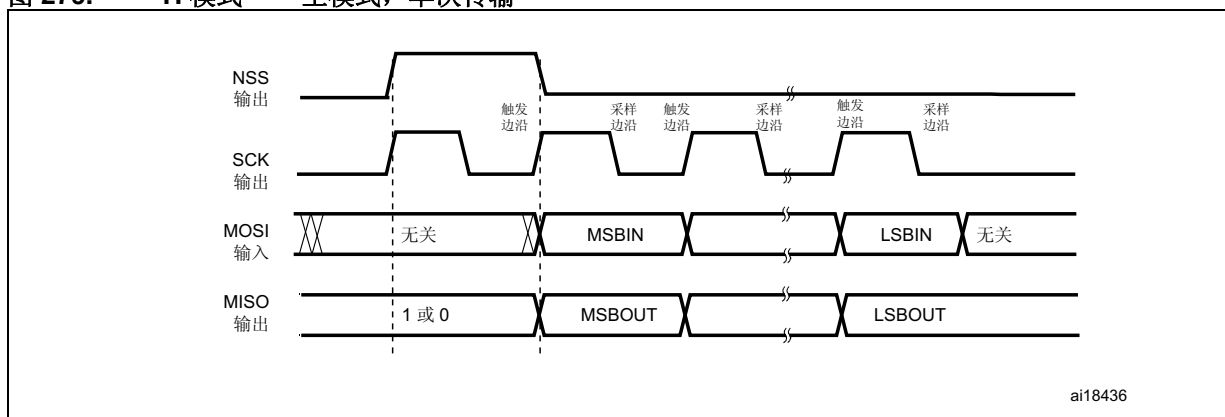 NSS
输出
触发
边沿
采样
边沿
触发
边沿
采样
边沿
触发
边沿
采样
边沿
SCK
输出
MOSI
输入
无关
MSBIN
LSBIN
无关
MISO
输出
1 或 0
MSBOUT
LSBOUT
ai18436